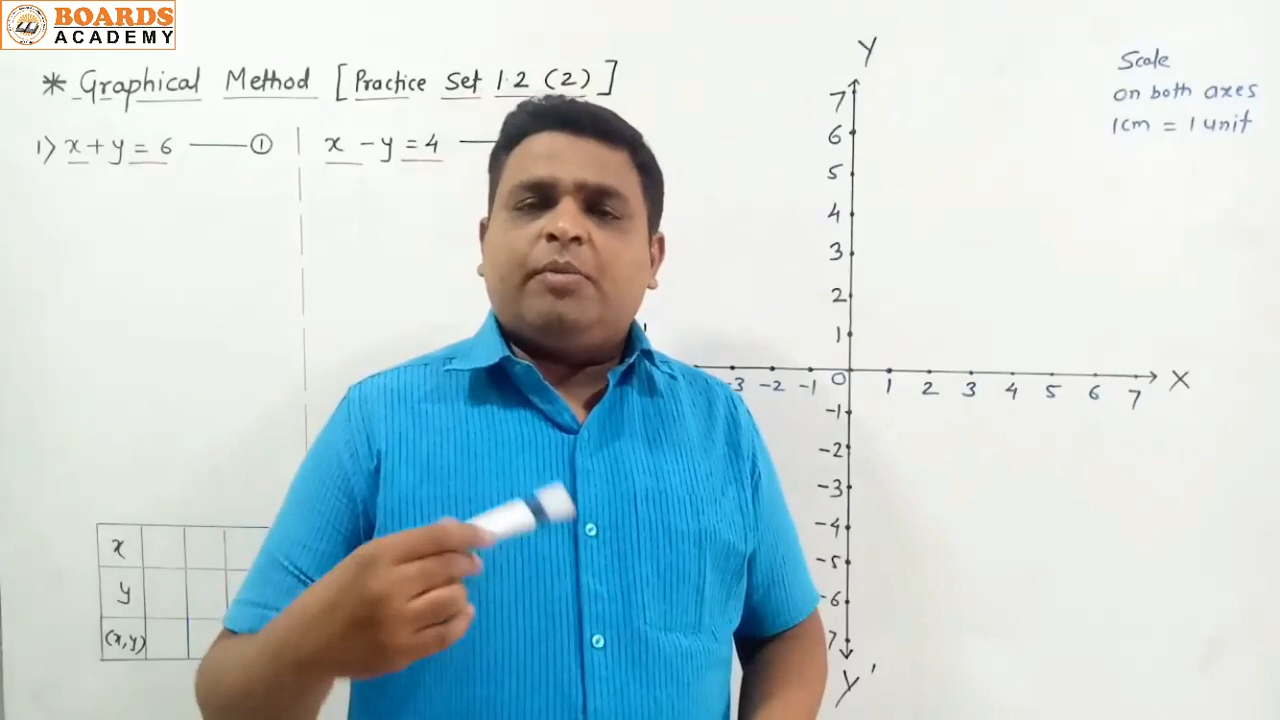 BOARDS
ACADEMY
* Graphical Method [Practice Set 1.2 (2)]
1) x + y = 6 —— ①
x - y = 4 ——
x
y
(x,y)
Scale
on both axes
1cm = 1 unit
Y
7
6
5
4
3
2
1
-3 -2 -1 0 1 2 3 4 5 6 7 X
-1
-2
-3
-4
-5
-6
7
Y'